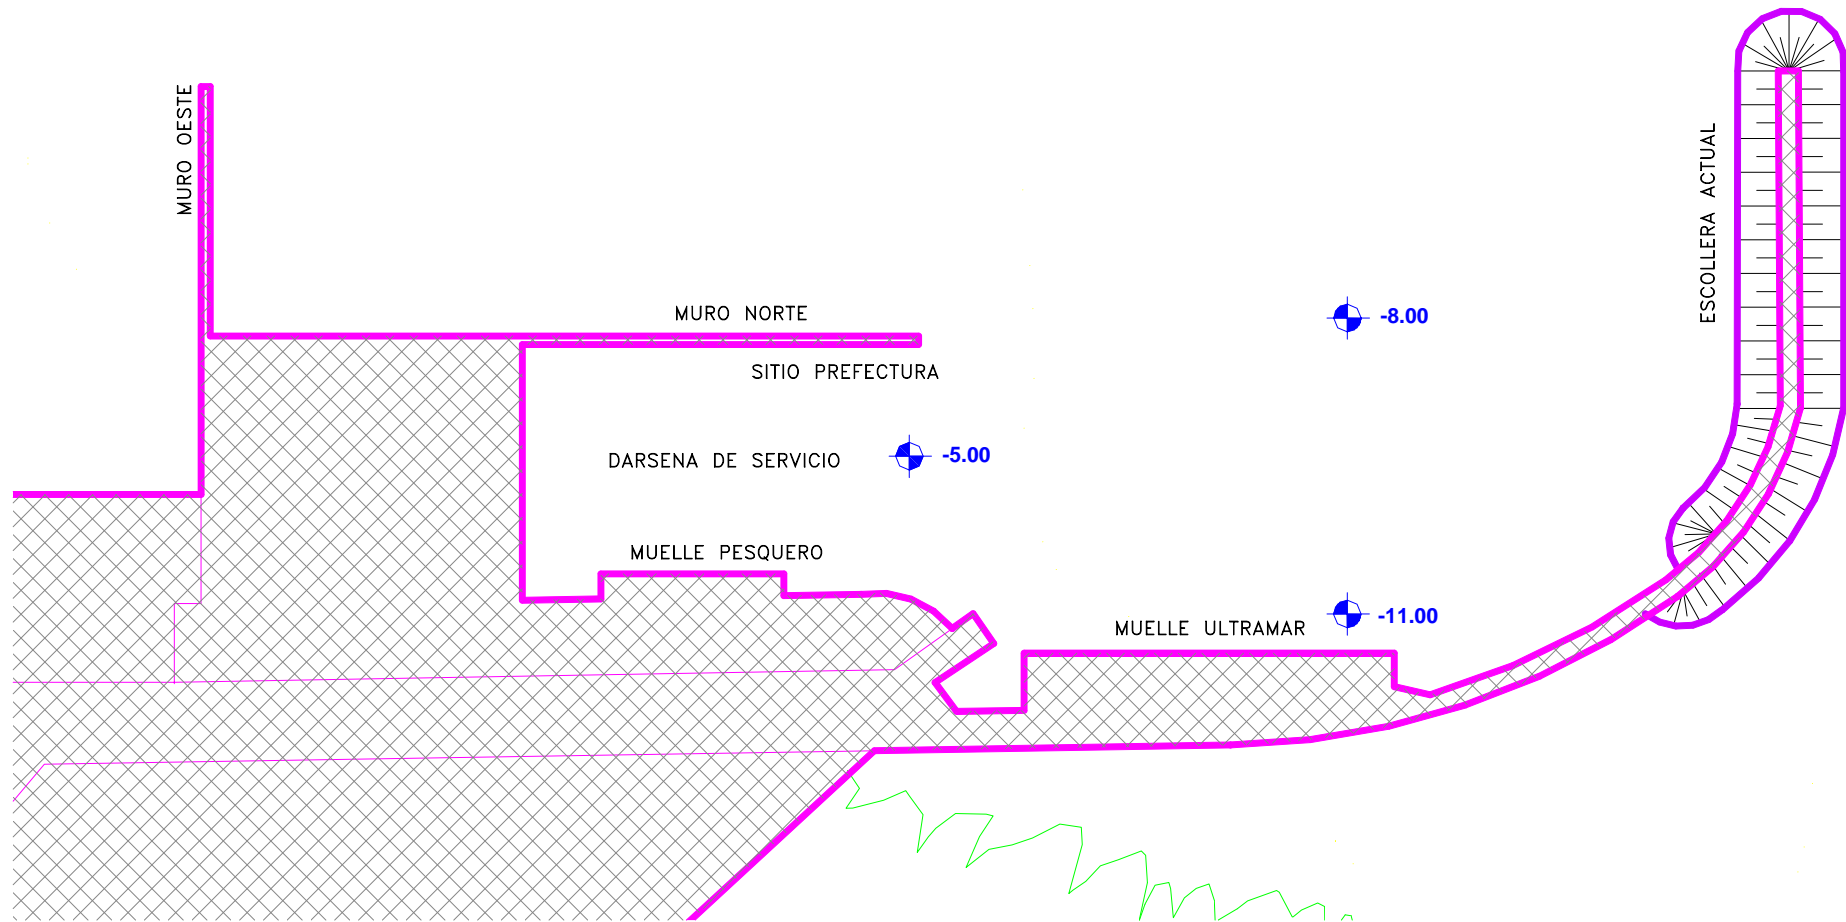 MURO OESTE
ESCOLLERA ACTUAL
MURO NORTE
-8.00
SITIO PREFECTURA
DARSENA DE SERVICIO
-5.00
MUELLE PESQUERO
MUELLE ULTRAMAR
-11.00